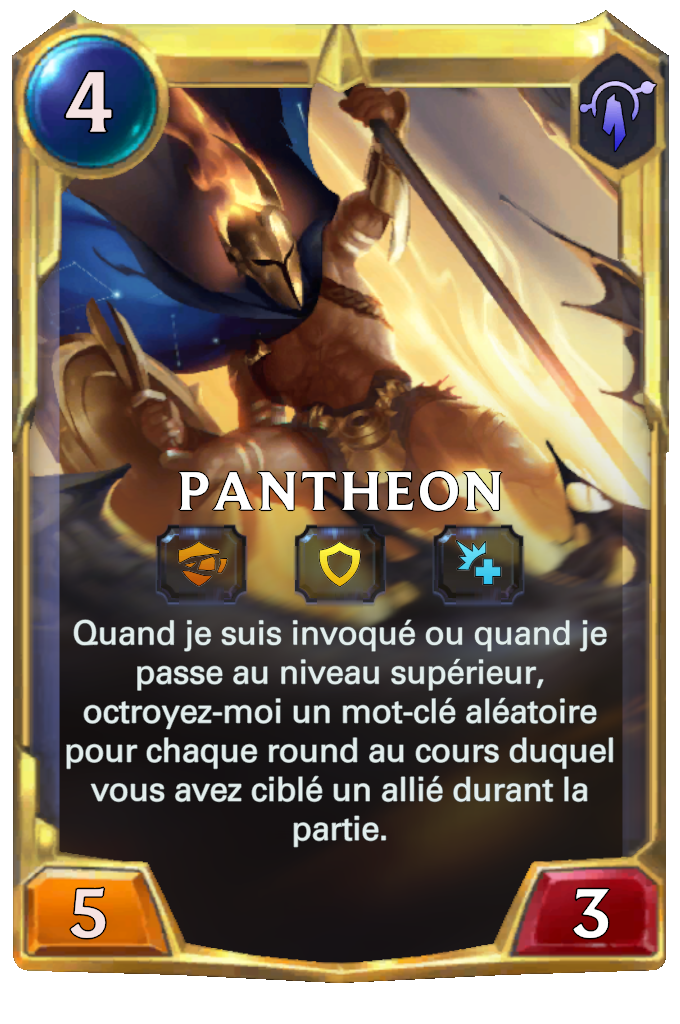 4
PANTHEON
Quand je suis invoqué ou quand je
passe au niveau supérieur,
octroyez-moi un mot-clé aléatoire
pour chaque round au cours duquel
vous avez ciblé un allié durant la
partie.
5
3